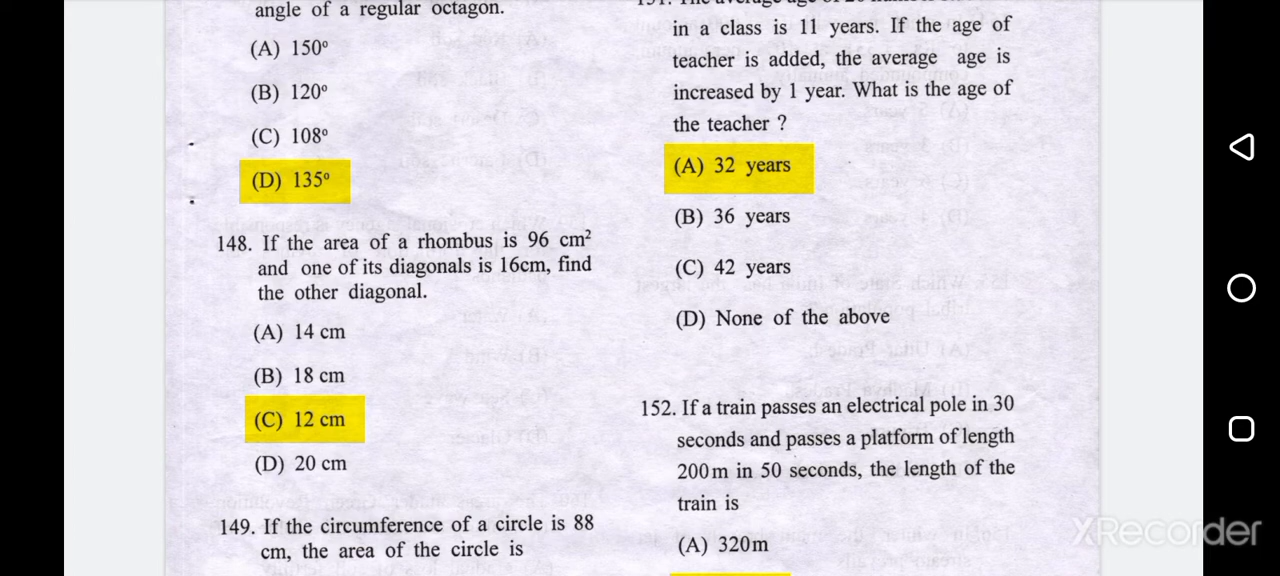 angle of a regular octagon.
(A) 150°
(B) 120°
(C) 108°
(D) 135°
148. If the area of a rhombus is 96 cm²
and one of its diagonals is 16cm, find
the other diagonal.
(A) 14 cm
(B) 18 cm
(C) 12 cm
(D) 20 cm
149. If the circumference of a circle is 88
cm, the area of the circle is
in a class is 11 years. If the age of
teacher is added, the average age is
increased by 1 year. What is the age of
the teacher ?
(A) 32 years
(B) 36 years
(C) 42 years
(D) None of the above
152. If a train passes an electrical pole in 30
seconds and passes a platform of length
200m in 50 seconds, the length of the
train is
(A) 320m
XRecorder